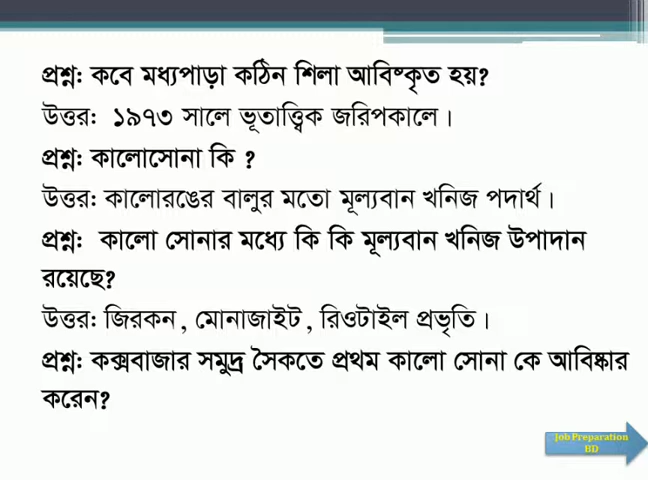 প্রশ্ন: কবে মধ্যপাড়া কঠিন শিলা আবিষ্কৃত হয়?
উত্তর: ১৯৭৩ সালে ভূতাত্ত্বিক জরিপকালে।
প্রশ্ন: কালোসোনা কি ?
উত্তর: কালোরঙের বালুর মতো মূল্যবান খনিজ পদার্থ।
প্রশ্ন: কালো সোনার মধ্যে কি কি মূল্যবান খনিজ উপাদান
রয়েছে?
উত্তর: জিরকন, মোনাজাইট, রিওটাইল প্রভৃতি।
প্রশ্ন: কক্সবাজার সমুদ্র সৈকতে প্রথম কালো সোনা কে আবিষ্কার
করেন?
Job Preparation
BD